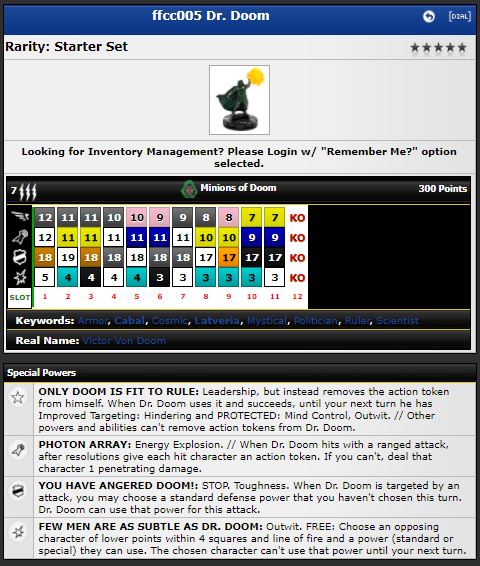 ffcc005 Dr. Doom
[DIAL]
Rarity: Starter Set
Looking for Inventory Management? Please Login w/ "Remember Me?" option
selected.
7
Minions of Doom
300 Points
12 11 11 10 10 9 9 8 8 7 7 KO
12 11 11 11 11 11 11 10 10 9 9 KO
18 19 18 18 18 18 18 17 17 17 17 KO
5 4 4 4 4 3 4 3 3 3 3 KO
SLOT 1 2 3 4 5 6 7 8 9 10 11 12
Keywords: Armor, Cabal, Cosmic, Latveria, Mystical, Politician, Ruler, Scientist
Real Name: Victor Von Doom
Special Powers
ONLY DOOM IS FIT TO RULE: Leadership, but instead removes the action token
from himself. When Dr. Doom uses it and succeeds, until your next turn he has
Improved Targeting: Hindering and PROTECTED: Mind Control, Outwit. // Other
powers and abilities can't remove action tokens from Dr. Doom.
PHOTON ARRAY: Energy Explosion. // When Dr. Doom hits with a ranged attack,
after resolutions give each hit character an action token. If you can't, deal that
character 1 penetrating damage.
YOU HAVE ANGERED DOOM!: STOP. Toughness. When Dr. Doom is targeted by an
attack, you may choose a standard defense power that you haven't chosen this turn.
Dr. Doom can use that power for this attack.
FEW MEN ARE AS SUBTLE AS DR. DOOM: Outwit. FREE: Choose an opposing
character of lower points within 4 squares and line of fire and a power (standard or
special) they can use. The chosen character can't use that power until your next turn.